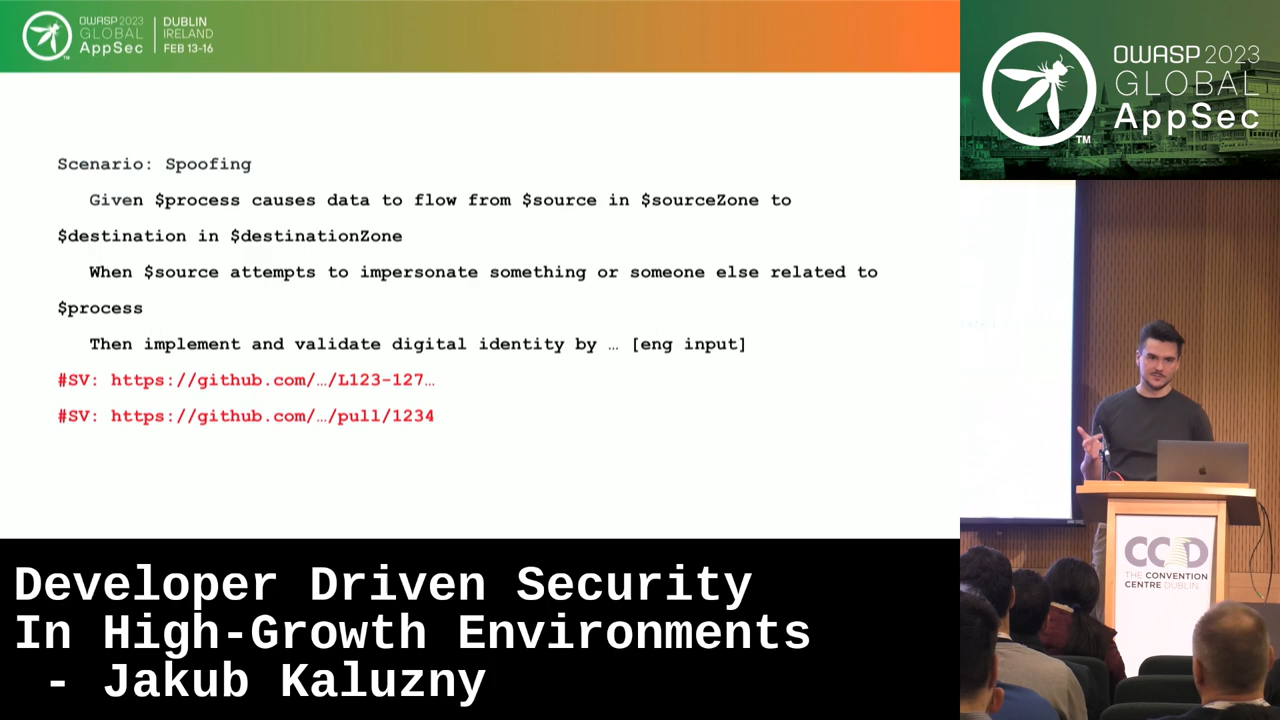 OWASP 2023
GLOBAL
AppSec
DUBLIN
IRELAND
FEB 13-16
TM
Scenario: Spoofing
Given $process causes data to flow from $source in $sourceZone to
$destination in $destinationZone
When $source attempts to impersonate something or someone else related to
$process
Then implement and validate digital identity by … [eng input]
#SV: https://github.com/…/L123-127…
#SV: https://github.com/…/pull/1234
Developer Driven Security
In High-Growth Environments
- Jakub Kaluzny
OWASP 2023
GLOBAL
AppSec
TM
CCD
THE CONVENTION
CENTRE DUBLIN